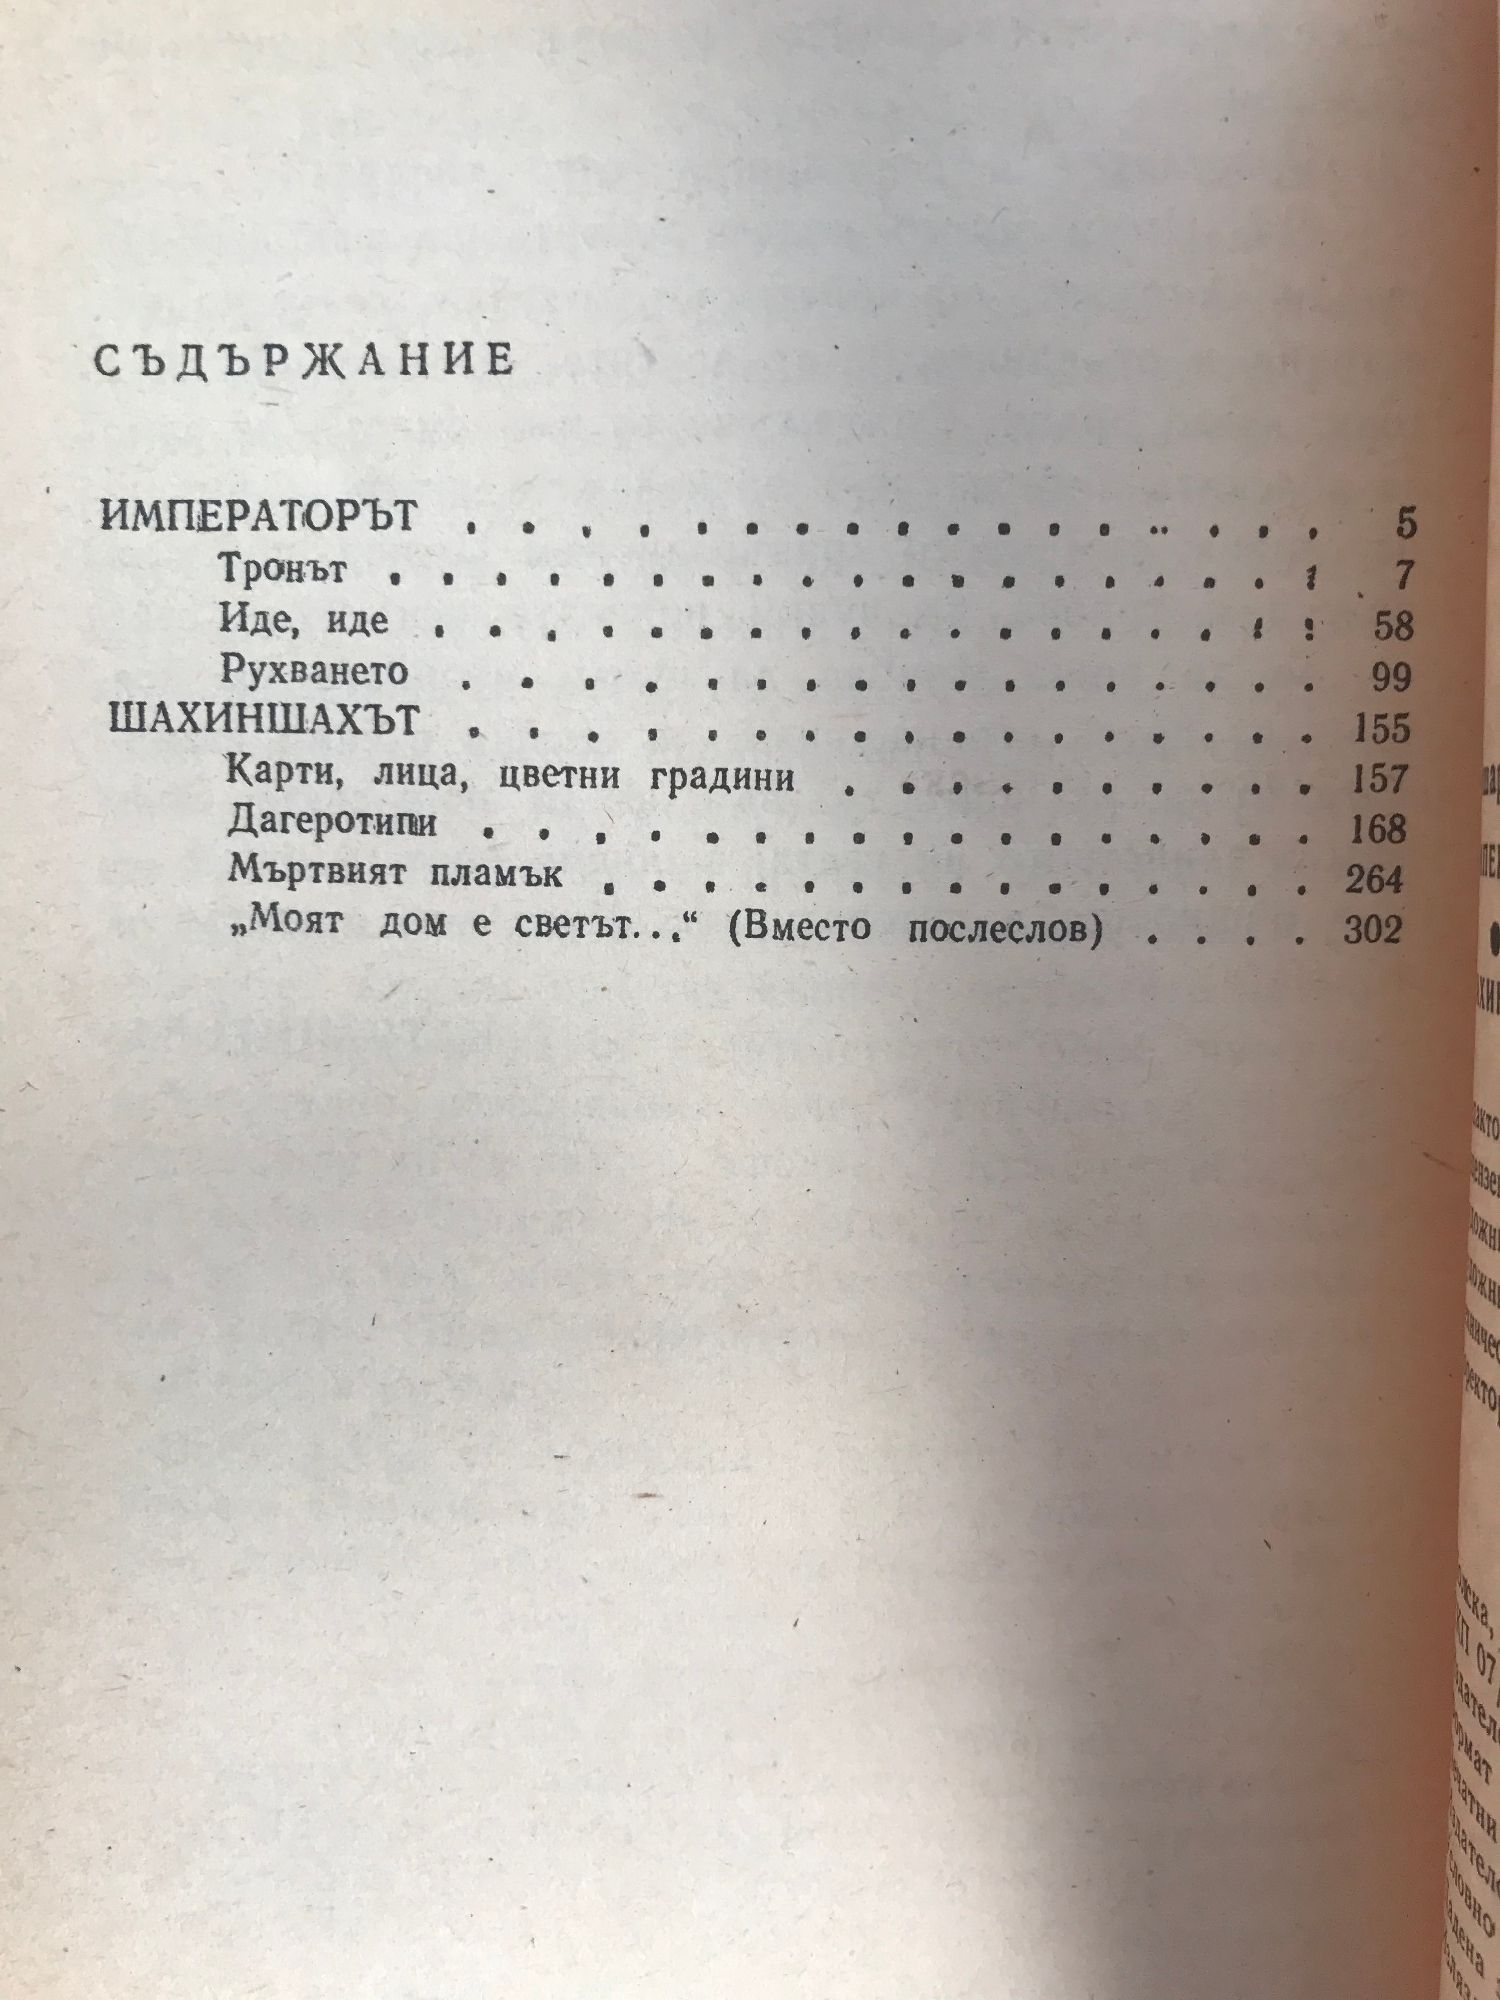 СЪДЪРЖАНИЕ
ИМПЕРАТОРЪТ . . . . . . . . . . . . . . . . 5
Тронът . . . . . . . . . . . . . . . . . . 7
Иде, иде . . . . . . . . . . . . . . . . . 58
Рухването . . . . . . . . . . . . . . . . 99
ШАХИНШАХЪТ . . . . . . . . . . . . . . . . 155
Карти, лица, цветни градини . . . . . . . . . . 157
Дагеротипи . . . . . . . . . . . . . . . . 168
Мъртвият пламък . . . . . . . . . . . . . . . 264
„Моят дом е светът...“ (Вместо послеслов) . . . . 302